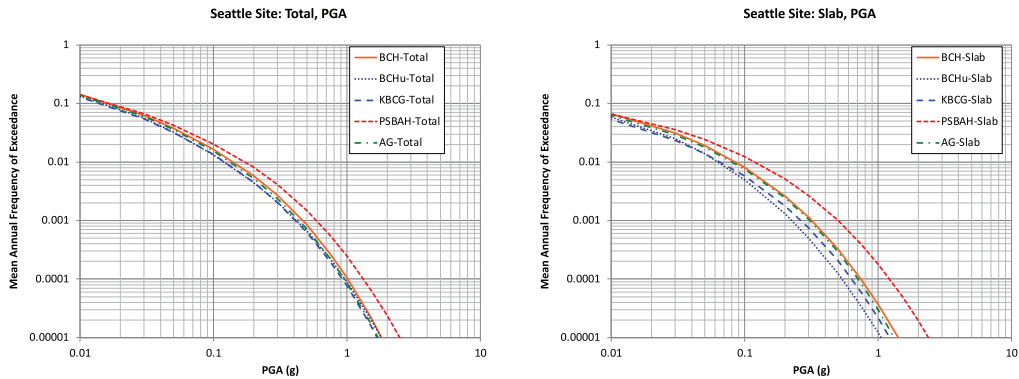 Seattle Site: Total, PGA
Mean Annual Frequency of Exceedance
1
0.1
0.01
0.001
0.0001
0.00001
0.01
0.1
1
10
PGA (g)
BCH-Total
BCHu-Total
KBCG-Total
PSBAH-Total
AG-Total
Seattle Site: Slab, PGA
Mean Annual Frequency of Exceedance
1
0.1
0.01
0.001
0.0001
0.00001
0.01
0.1
1
10
PGA (g)
BCH-Slab
BCHu-Slab
KBCG-Slab
PSBAH-Slab
AG-Slab